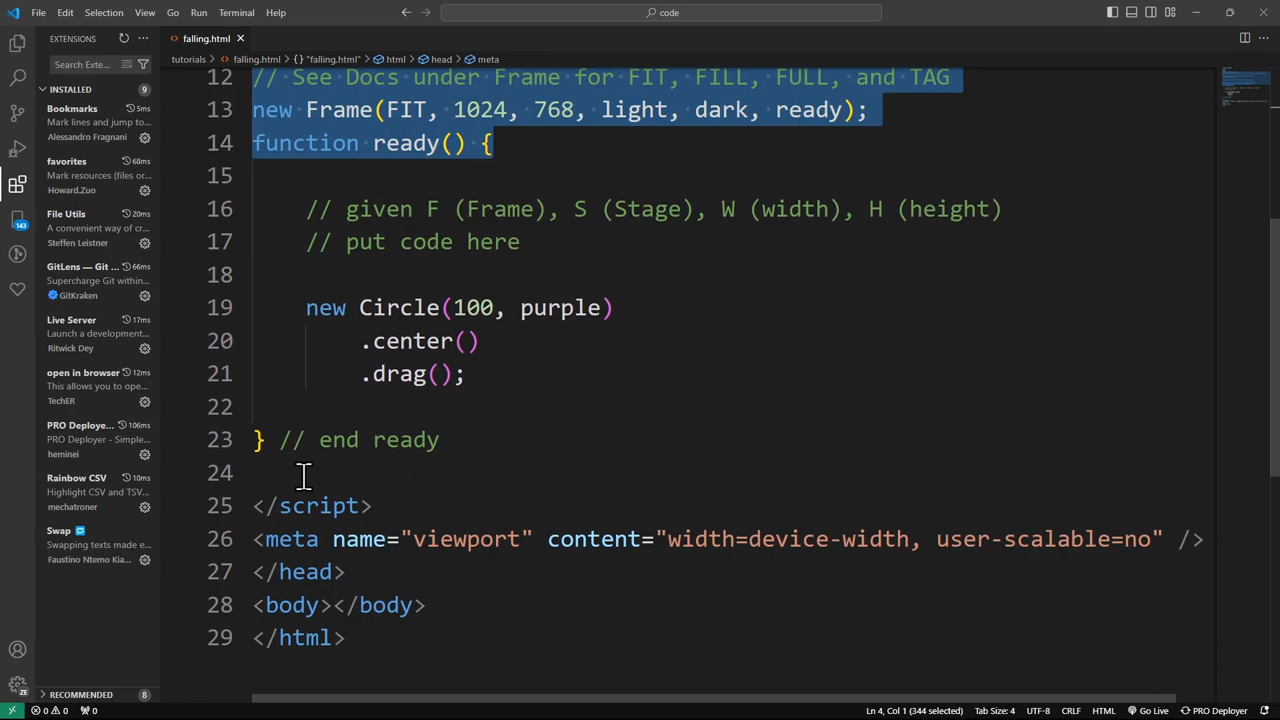 File Edit Selection View Go Run Terminal Help
code
EXTENSIONS
Search Exte...
INSTALLED 9
Bookmarks 5ms
Mark lines and jump to...
Alessandro Fragnani
favorites 68ms
Mark resources (files or...
Howard.Zuo
File Utils 20ms
A convenient way of cr...
Steffen Leistner
GitLens — Git ... 66ms
Supercharge Git within...
GitKraken
Live Server 17ms
Launch a development...
Ritwick Dey
open in browser 12ms
This allows you to ope...
TechER
PRO Deploye... 106ms
PRO Deployer - Simple...
heminei
Rainbow CSV 10ms
Highlight CSV and TSV...
mechatroner
Swap
Swapping texts made e...
Faustino Ntemo Kia...
RECOMMENDED 8
143
ZE
falling.html
tutorials > falling.html > {} "falling.html" > html > head > meta
12 // See Docs under Frame for FIT, FILL, FULL, and TAG
13 new Frame(FIT, 1024, 768, light, dark, ready);
14 function ready() {
15
16 // given F (Frame), S (Stage), W (width), H (height)
17 // put code here
18
19 new Circle(100, purple)
20 .center()
21 .drag();
22
23 } // end ready
24
25 </script>
26 <meta name="viewport" content="width=device-width, user-scalable=no" />
27 </head>
28 <body></body>
29 </html>
0 0 0 Ln 4, Col 1 (344 selected) Tab Size: 4 UTF-8 CRLF HTML Go Live PRO Deployer